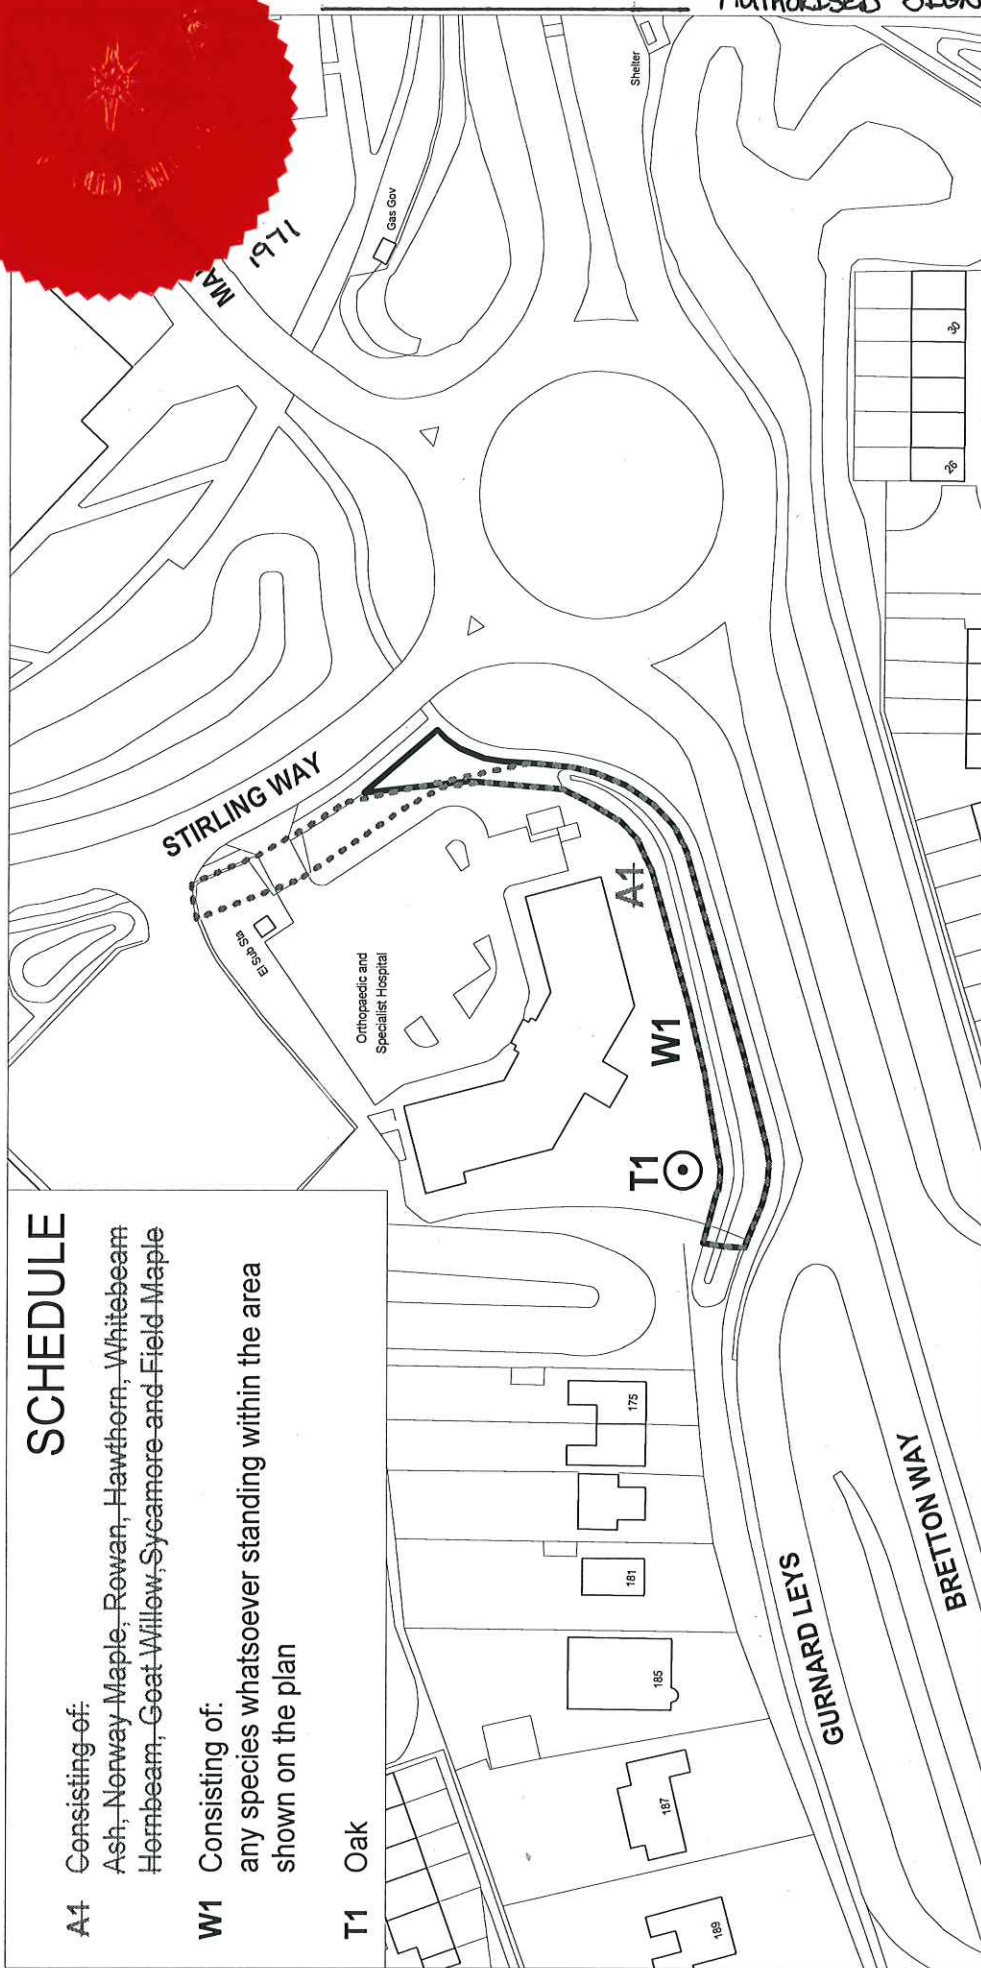 AUTHORISED
1971
SCHEDULE
A1 Consisting of:
Ash, Norway Maple, Rowan, Hawthorn, Whitebeam
Hornbeam, Goat Willow, Sycamore and Field Maple
W1 Consisting of:
any species whatsoever standing within the area
shown on the plan
T1 Oak
STIRLING WAY
El Sub Sta
Orthopaedic and
Specialist Hospital
A1
W1
T1
Gas Gov
Shelter
30
26
175
181
185
187
189
GURNARD LEYS
BRETTON WAY